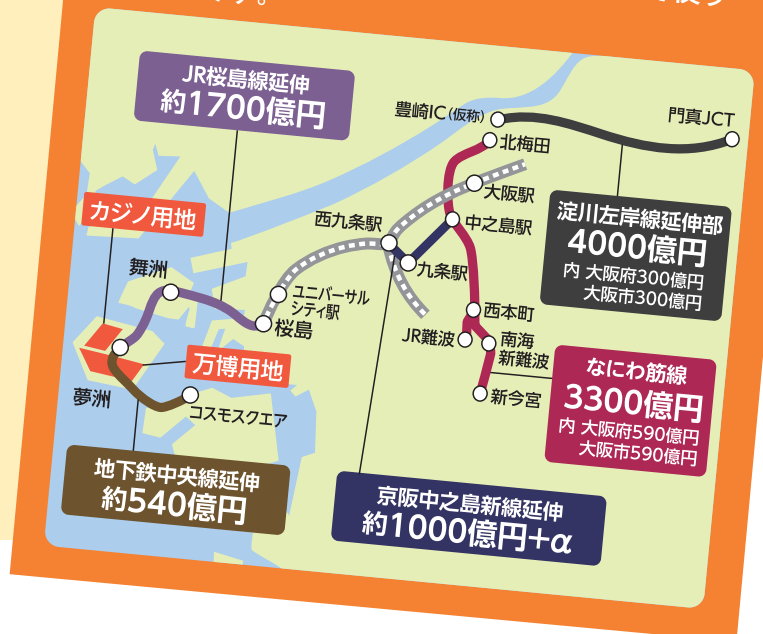 す。
JR桜島線延伸
約1700億円
豊崎IC(仮称)
門真JCT
北梅田
大阪駅
カジノ用地
西九条駅
中之島駅
淀川左岸線延伸部
4000億円
内 大阪府300億円
大阪市300億円
舞洲
九条駅
ユニバーサル
シティ駅
桜島
西本町
JR難波
南海
新難波
万博用地
なにわ筋線
3300億円
内 大阪府590億円
大阪市590億円
夢洲
コスモスクエア
新今宮
地下鉄中央線延伸
約540億円
京阪中之島新線延伸
約1000億円+α